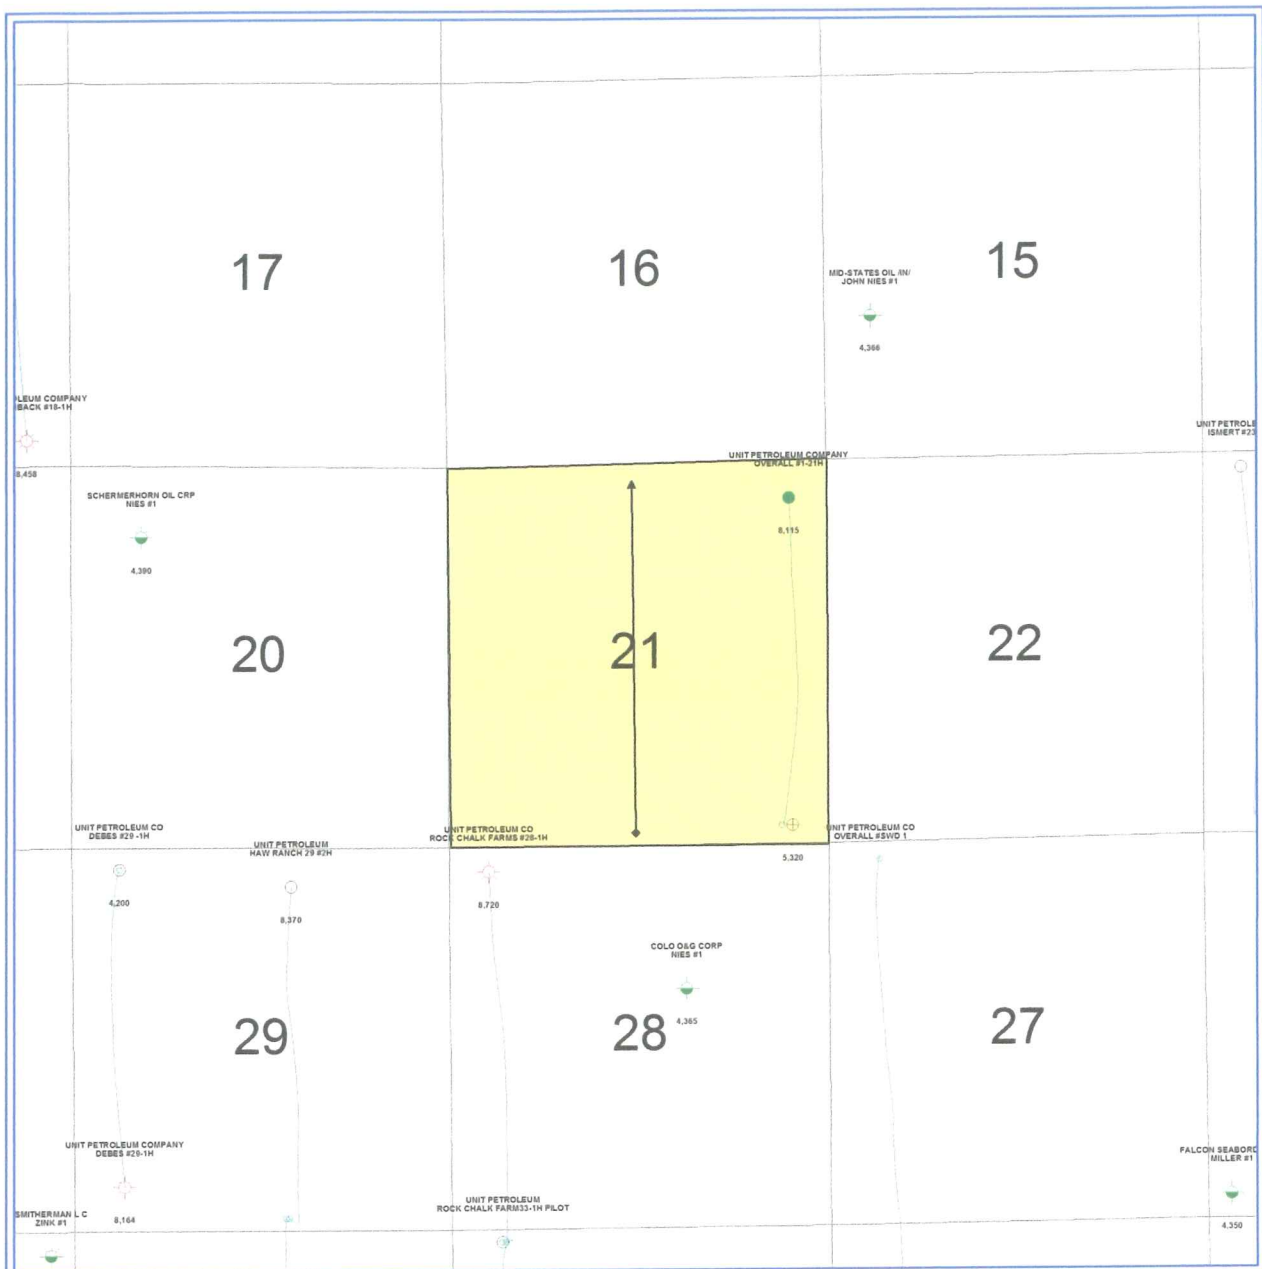 17
16
15
MID-STATES OIL /IN/
JOHN NIES #1
4,366
LEUM COMPANY
BACK #18-1H
8,458
UNIT PETROLE
ISMERT #23
SCHERMERHORN OIL CRP
NIES #1
4,390
UNIT PETROLEUM COMPANY
OVERALL #1-21H
8,115
20
21
22
UNIT PETROLEUM CO
DEBES #29 -1H
4,200
UNIT PETROLEUM
HAW RANCH 29 #2H
8,370
UNIT PETROLEUM CO
ROCK CHALK FARMS #28-1H
8,720
UNIT PETROLEUM CO
OVERALL #SWD 1
5,320
COLO O&G CORP
NIES #1
4,365
29
28
27
UNIT PETROLEUM COMPANY
DEBES #29-1H
8,164
SMITHERMAN L C
ZINK #1
UNIT PETROLEUM
ROCK CHALK FARM33-1H PILOT
FALCON SEABORD
MILLER #1
4,350